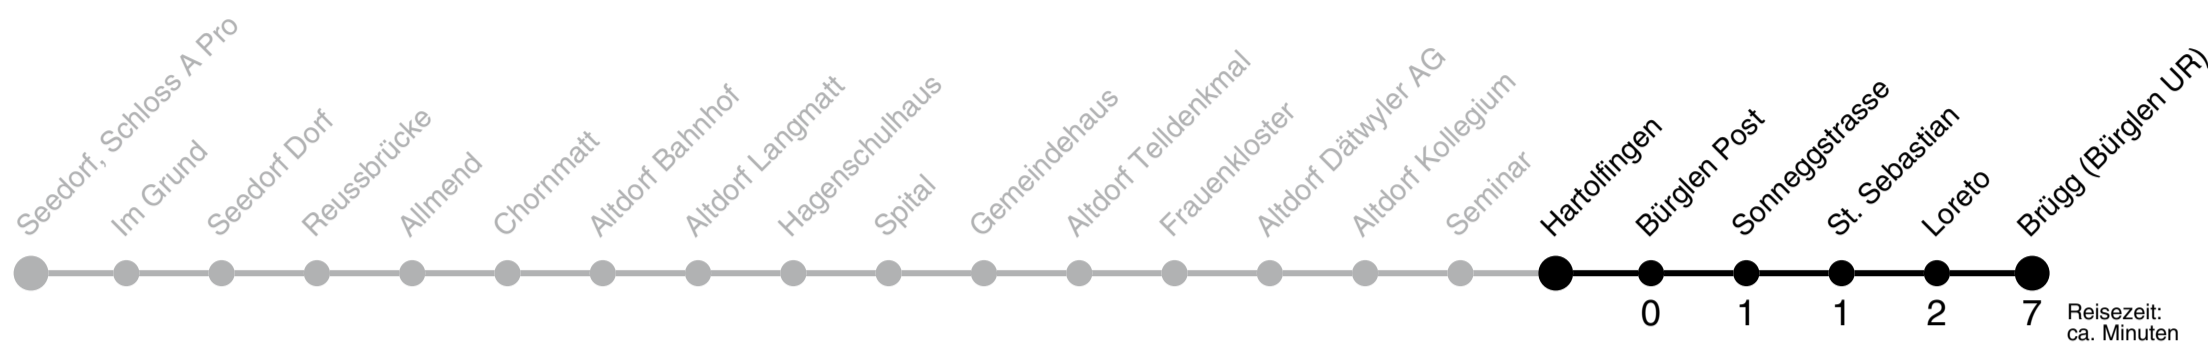 Seedorf, Schloss A Pro
Im Grund
Seedorf Dorf
Reussbrücke
Allmend
Chornmatt
Altdorf Bahnhof
Altdorf Langmatt
Hagenschulhaus
Spital
Gemeindehaus
Altdorf Telldenkmal
Frauenkloster
Altdorf Dätwyler AG
Altdorf Kollegium
Seminar
Hartolfingen
Bürglen Post
Sonneggstrasse
St. Sebastian
Loreto
Brügg (Bürglen UR)
0 1 1 2 7
Reisezeit:
ca. Minuten